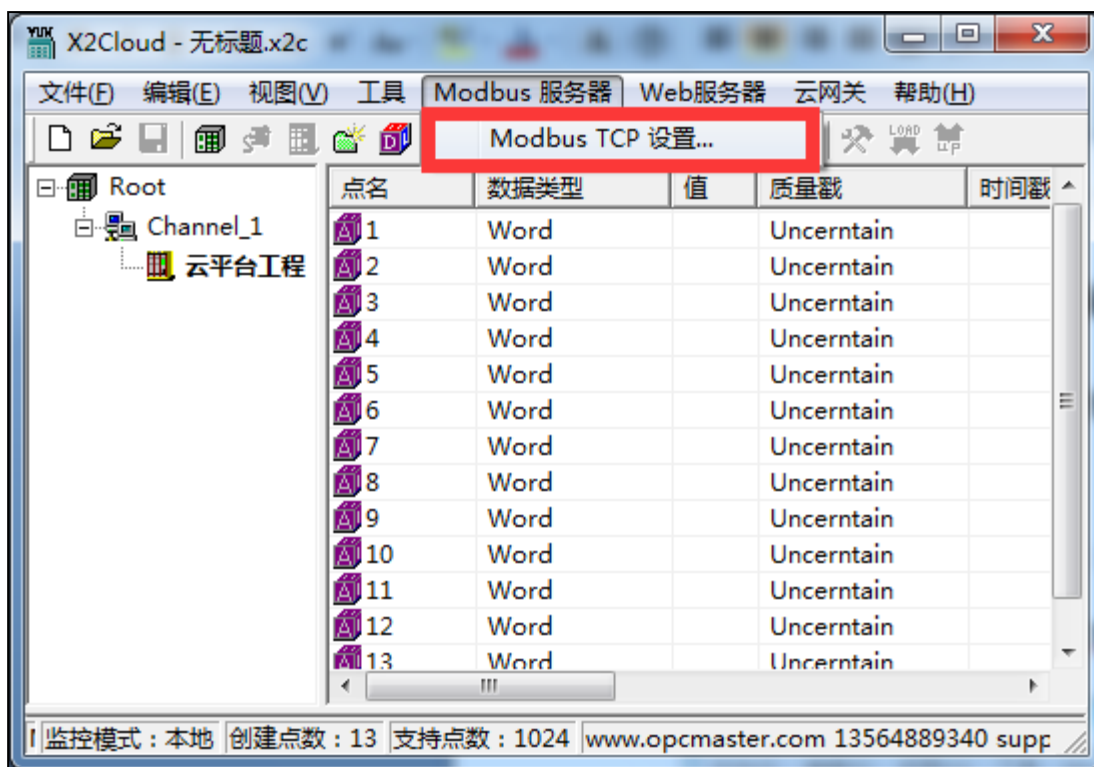 YUK X2Cloud - 无标题.x2c
文件(F) 编辑(E) 视图(V) 工具 Modbus 服务器 Web服务器 云网关 帮助(H)
Modbus TCP 设置...
LOAD
UP
Root
Channel_1
云平台工程
点名 数据类型 值 质量戳 时间戳
1 Word Uncerntain
2 Word Uncerntain
3 Word Uncerntain
4 Word Uncerntain
5 Word Uncerntain
6 Word Uncerntain
7 Word Uncerntain
8 Word Uncerntain
9 Word Uncerntain
10 Word Uncerntain
11 Word Uncerntain
12 Word Uncerntain
13 Word Uncerntain
监控模式：本地 创建点数：13 支持点数：1024 www.opcmaster.com 13564889340 supp